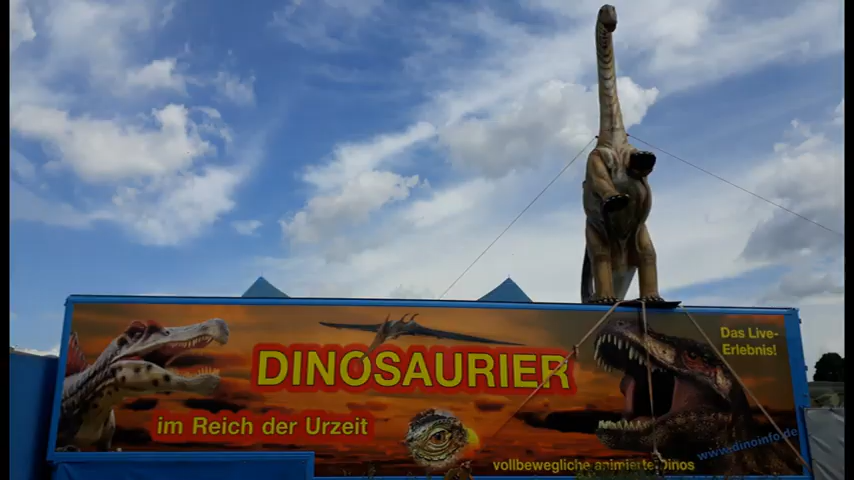 Das Live-
Erlebnis!
DINOSAURIER
im Reich der Urzeit
www.dinoinfo.de
vollbewegliche animierte Dinos